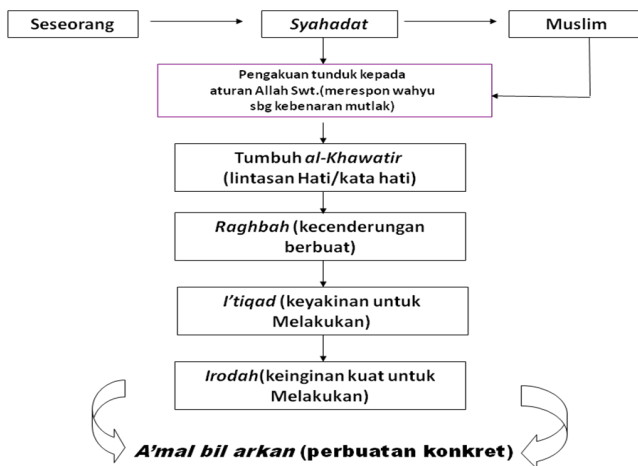 Seseorang
Syahadat
Muslim
Pengakuan tunduk kepada
aturan Allah Swt.(merespon wahyu
sbg kebenaran mutlak)
Tumbuh al-Khawatir
(lintasan Hati/kata hati)
Raghbah (kecenderungan
berbuat)
I'tiqad (keyakinan untuk
Melakukan)
Irodah(keinginan kuat untuk
Melakukan)
A'mal bil arkan (perbuatan konkret)